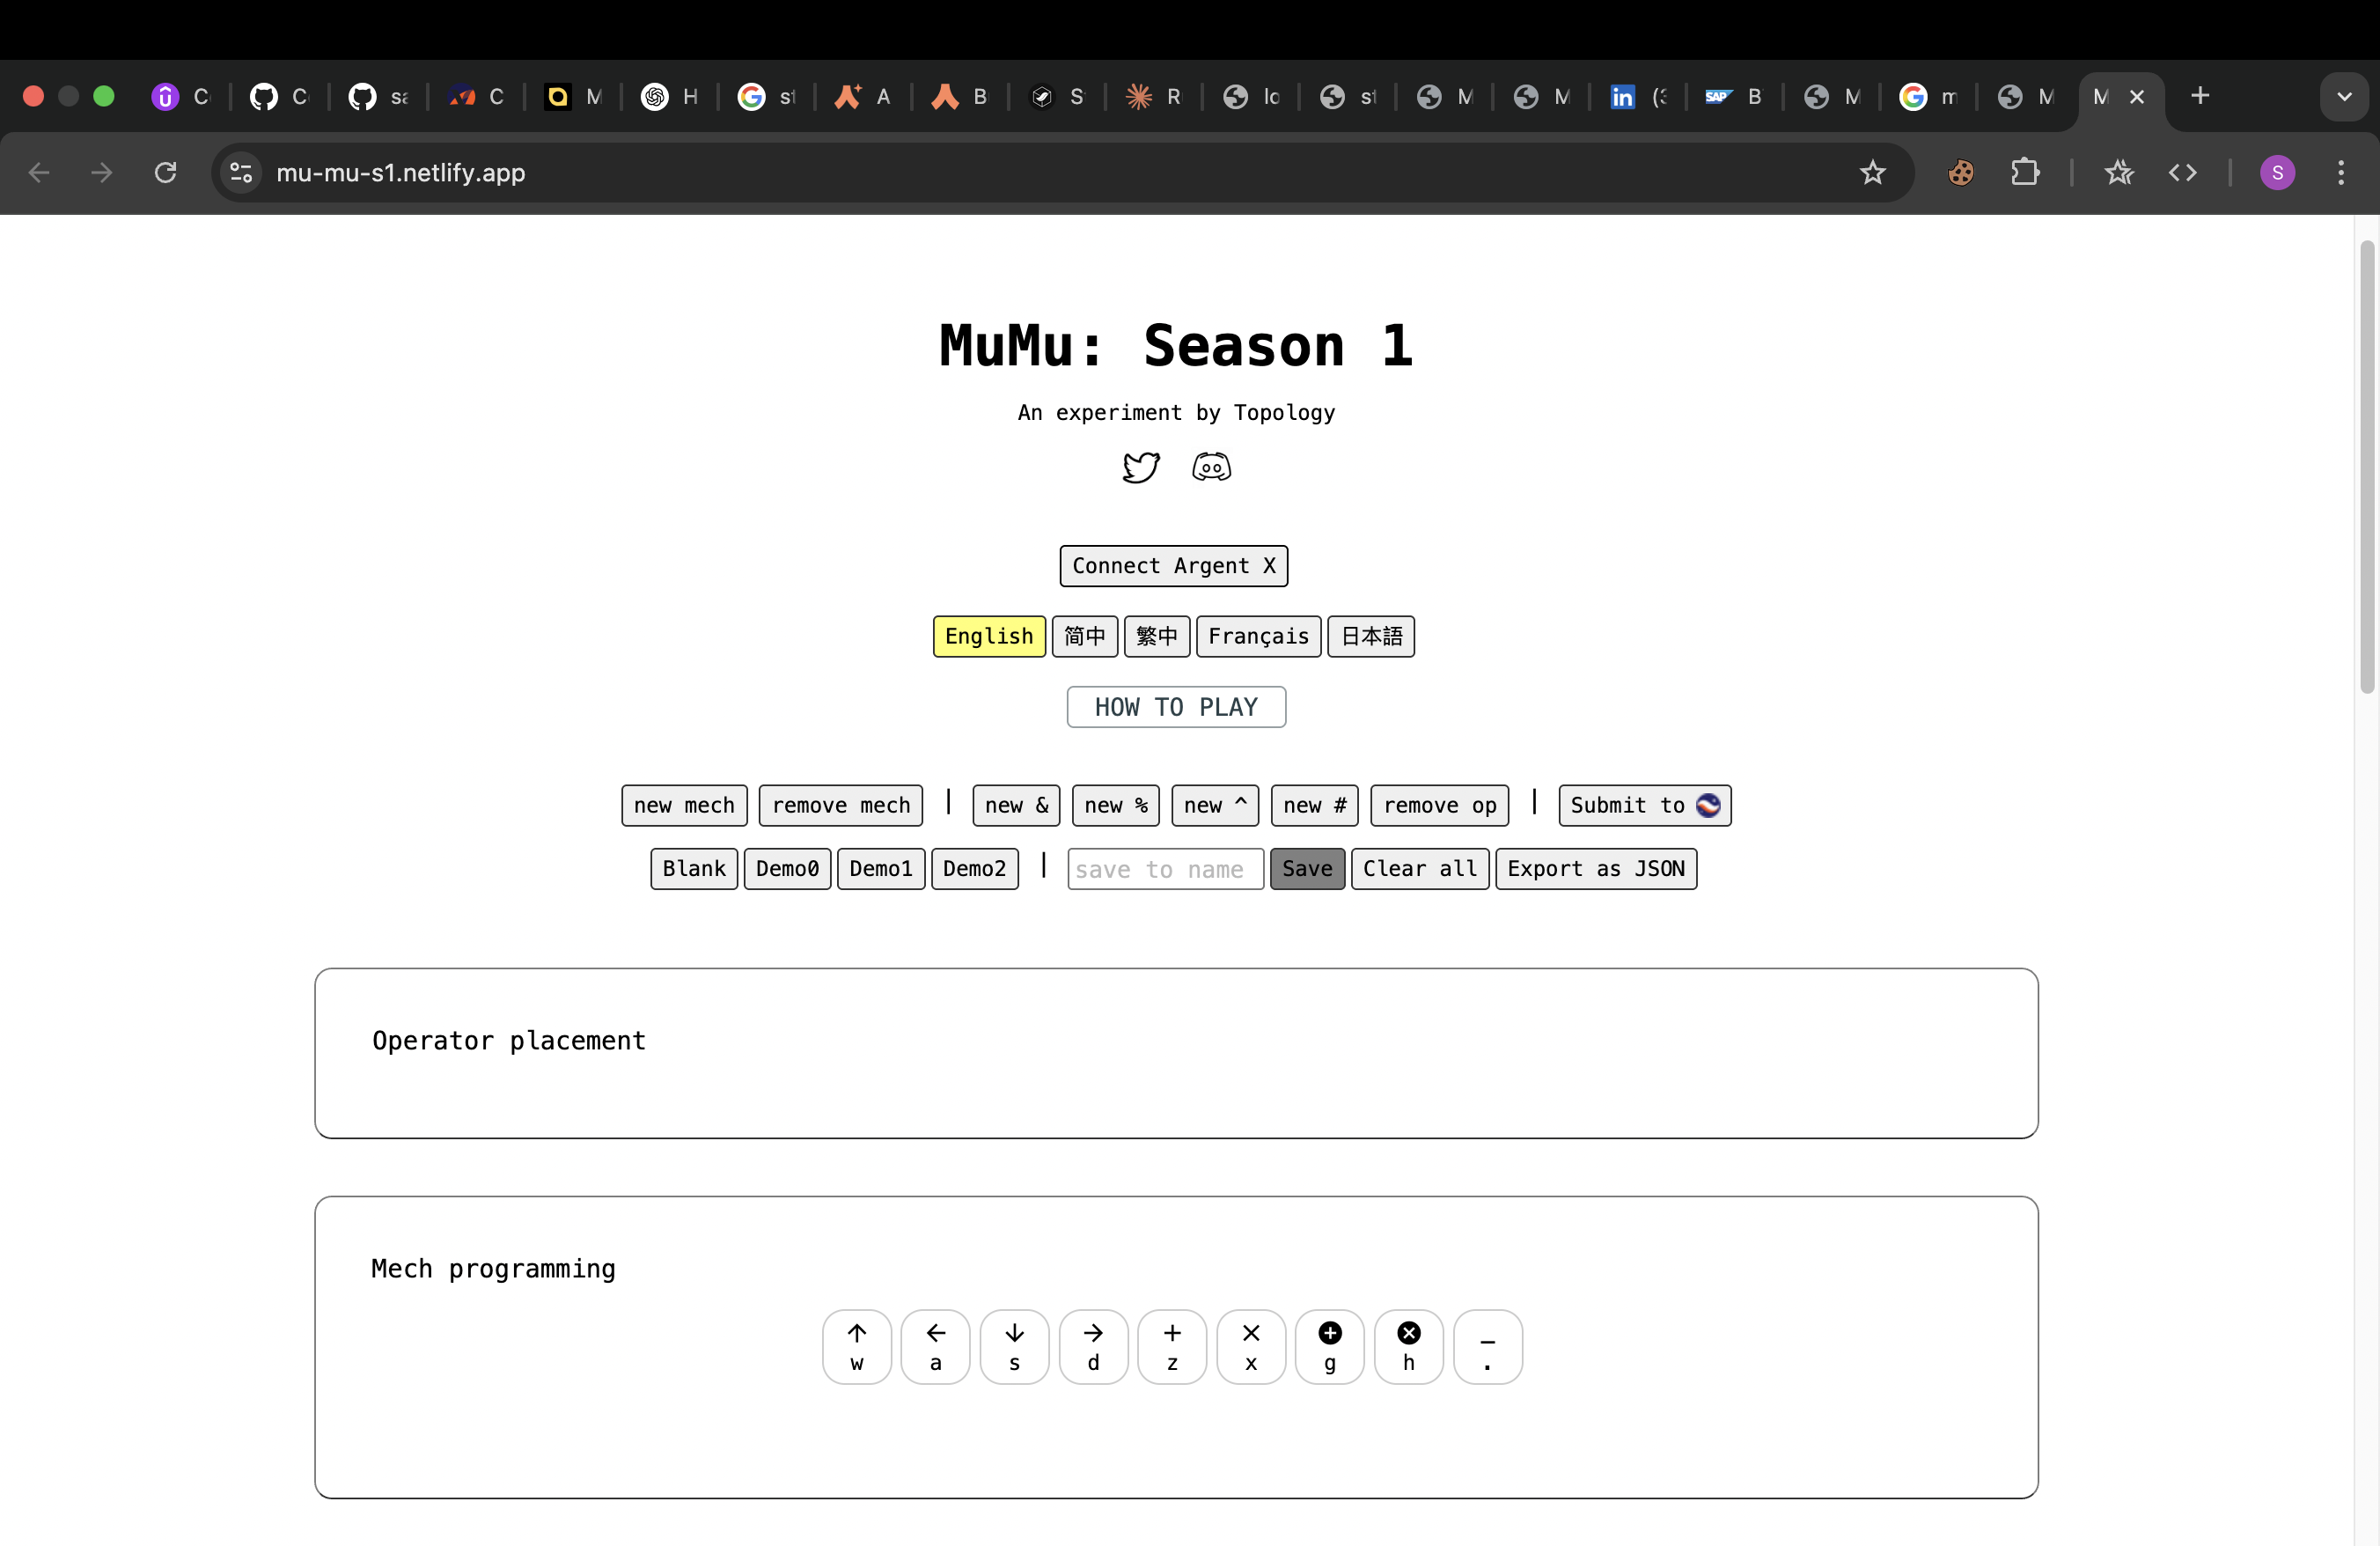 C C sa C M H st A B S R lo st M M in (3 SAP B M m M M
mu-mu-s1.netlify.app S
MuMu: Season 1
An experiment by Topology
Connect Argent X
English 简中 繁中 Français 日本語
HOW TO PLAY
new mech remove mech | new & new % new ^ new # remove op | Submit to
Blank Demo0 Demo1 Demo2 | save to name Save Clear all Export as JSON
Operator placement
Mech programming
w a s d z x g h .